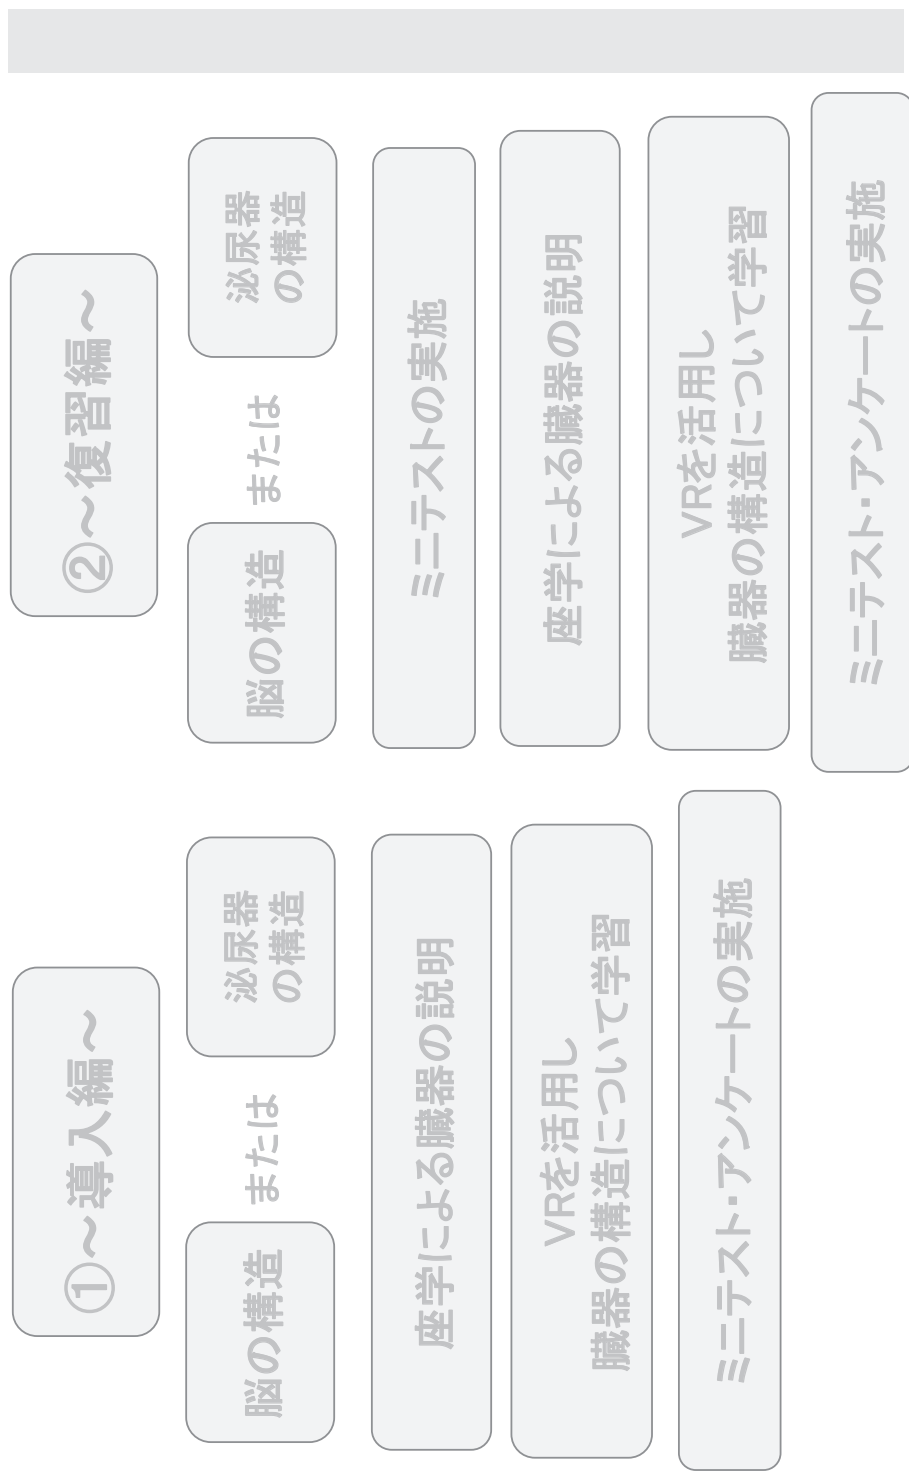 ①～導入編～
脳の構造
または
泌尿器
の構造
座学による臓器の説明
VRを活用し
臓器の構造について学習
ミニテスト・アンケートの実施
②～復習編～
脳の構造
または
泌尿器
の構造
ミニテストの実施
座学による臓器の説明
VRを活用し
臓器の構造について学習
ミニテスト・アンケートの実施